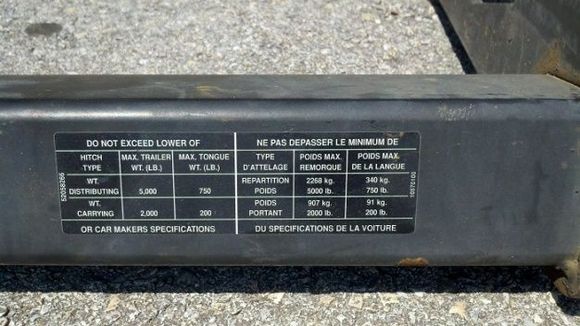 DO NOT EXCEED LOWER OF
HITCH TYPE MAX. TRAILER WT. (LB.) MAX. TONGUE WT. (LB.)
WT. DISTRIBUTING 5,000 750
WT. CARRYING 2,000 200
OR CAR MAKERS SPECIFICATIONS
NE PAS DEPASSER LE MINIMUM DE
TYPE D'ATTELAGE POIDS MAX. REMORQUE POIDS MAX. DE LA LANGUE
REPARTITION POIDS 2268 kg. 5000 lb. 340 kg. 750 lb.
POIDS PORTANT 907 kg. 2000 lb. 91 kg. 200 lb.
DU SPECIFICATIONS DE LA VOITURE